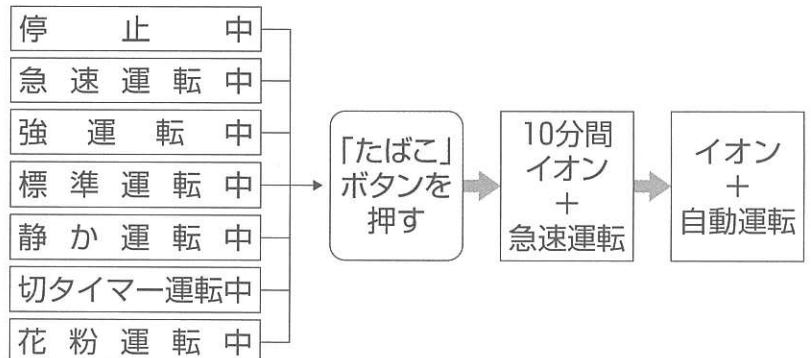 停止中
急速運転中
強運転中
標準運転中
静か運転中
切タイマー運転中
花粉運転中
「たばこ」
ボタンを
押す
10分間
イオン
+
急速運転
イオン
+
自動運転